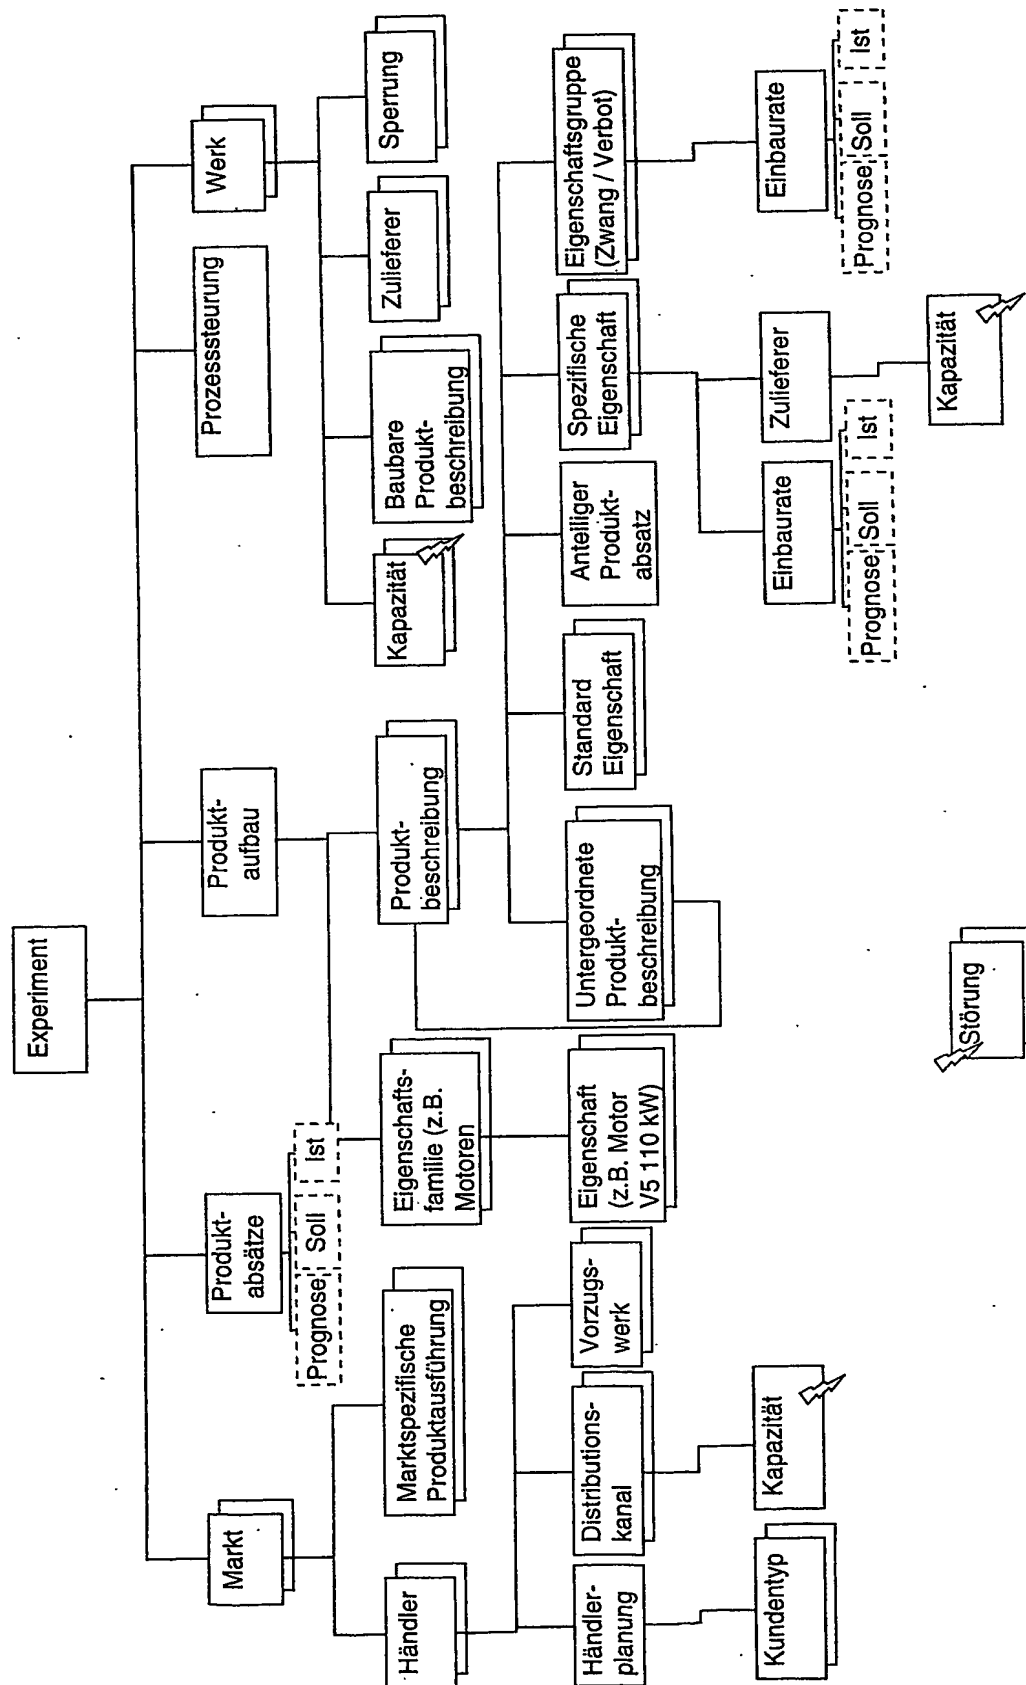 Experiment
Markt
Produkt-
absätze
Prognose
Soll
Ist
Produkt-
aufbau
Prozesssteurung
Werk
Händler
Marktspezifische
Produktausführung
Eigenschafts-
familie (z.B.
Motoren
Produkt-
beschreibung
Kapazität
Baubare
Produkt-
beschreibung
Zulieferer
Sperrung
Händler-
planung
Distributions-
kanal
Vorzugs-
werk
Eigenschaft
(z.B. Motor
V5 110 kW)
Untergeordnete
Produkt-
beschreibung
Standard
Eigenschaft
Anteiliger
Produkt-
absatz
Spezifische
Eigenschaft
Eigenschaftsgruppe
(Zwang / Verbot)
Kundentyp
Kapazität
Einbaurate
Prognose
Soll
Ist
Zulieferer
Einbaurate
Prognose
Soll
Ist
Kapazität
Störung